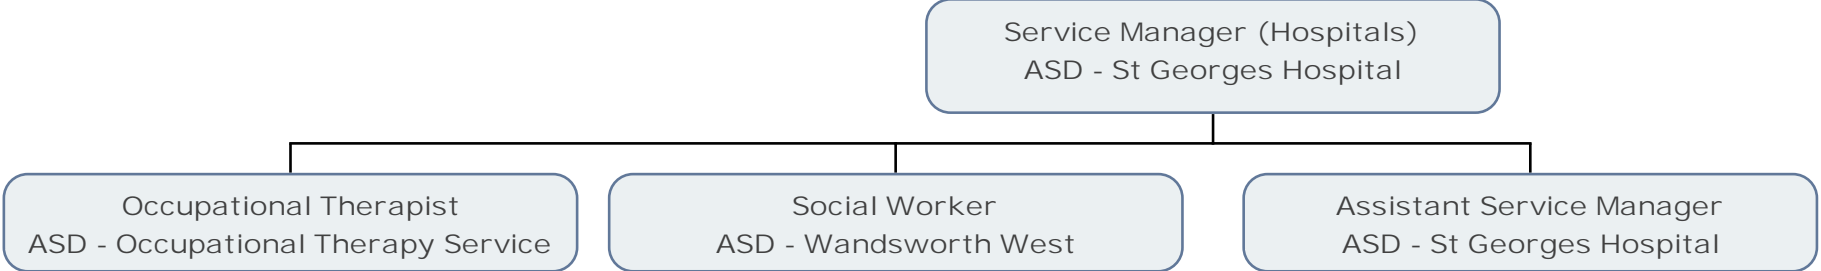 Service Manager (Hospitals)
ASD - St Georges Hospital
Occupational Therapist
ASD - Occupational Therapy Service
Social Worker
ASD - Wandsworth West
Assistant Service Manager
ASD - St Georges Hospital